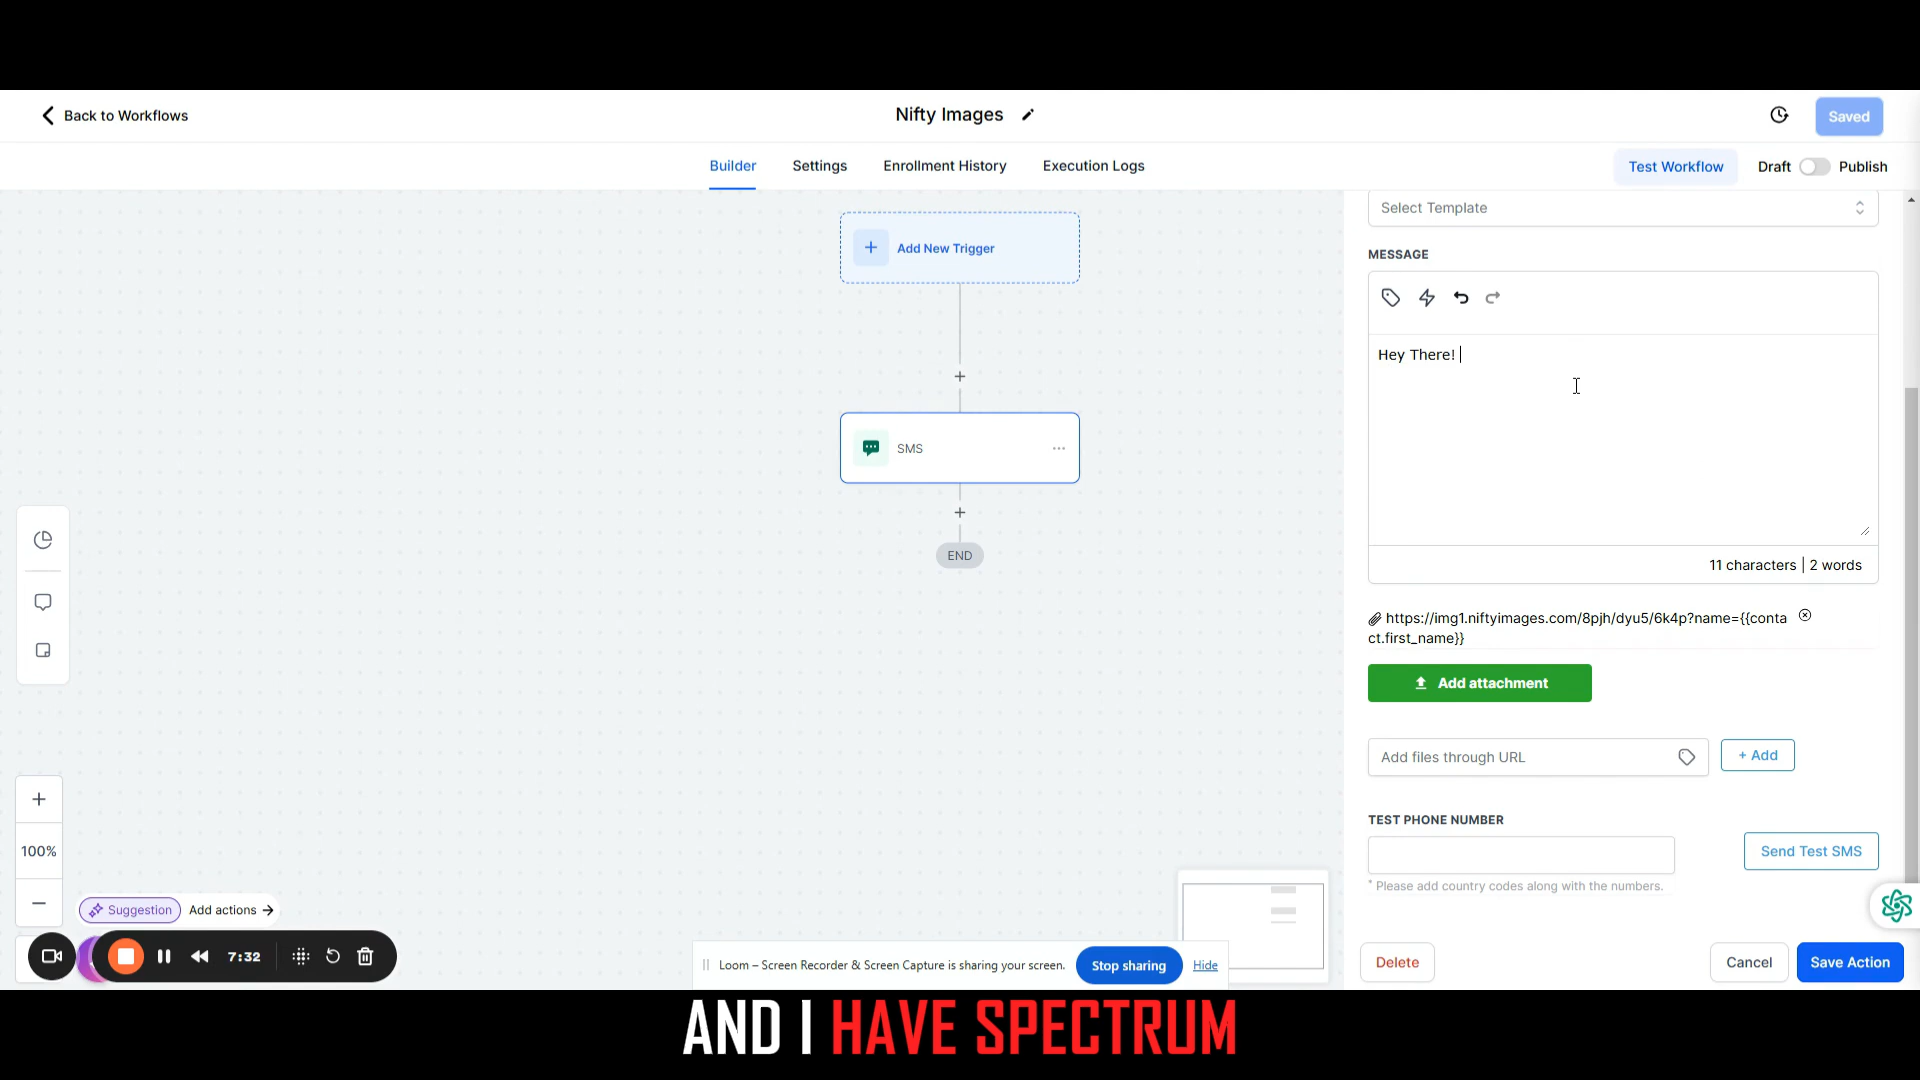 Back to Workflows
Nifty Images
Saved
Builder
Settings
Enrollment History
Execution Logs
Test Workflow
Draft
Publish
Add New Trigger
SMS
END
Select Template
MESSAGE
Hey There!
11 characters | 2 words
https://img1.niftyimages.com/8pjh/dyu5/6k4p?name={{conta
ct.first_name}}
Add attachment
Add files through URL
+ Add
TEST PHONE NUMBER
Send Test SMS
* Please add country codes along with the numbers.
Delete
Cancel
Save Action
100%
Suggestion
Add actions
7:32
Loom – Screen Recorder & Screen Capture is sharing your screen.
Stop sharing
Hide
AND I HAVE SPECTRUM